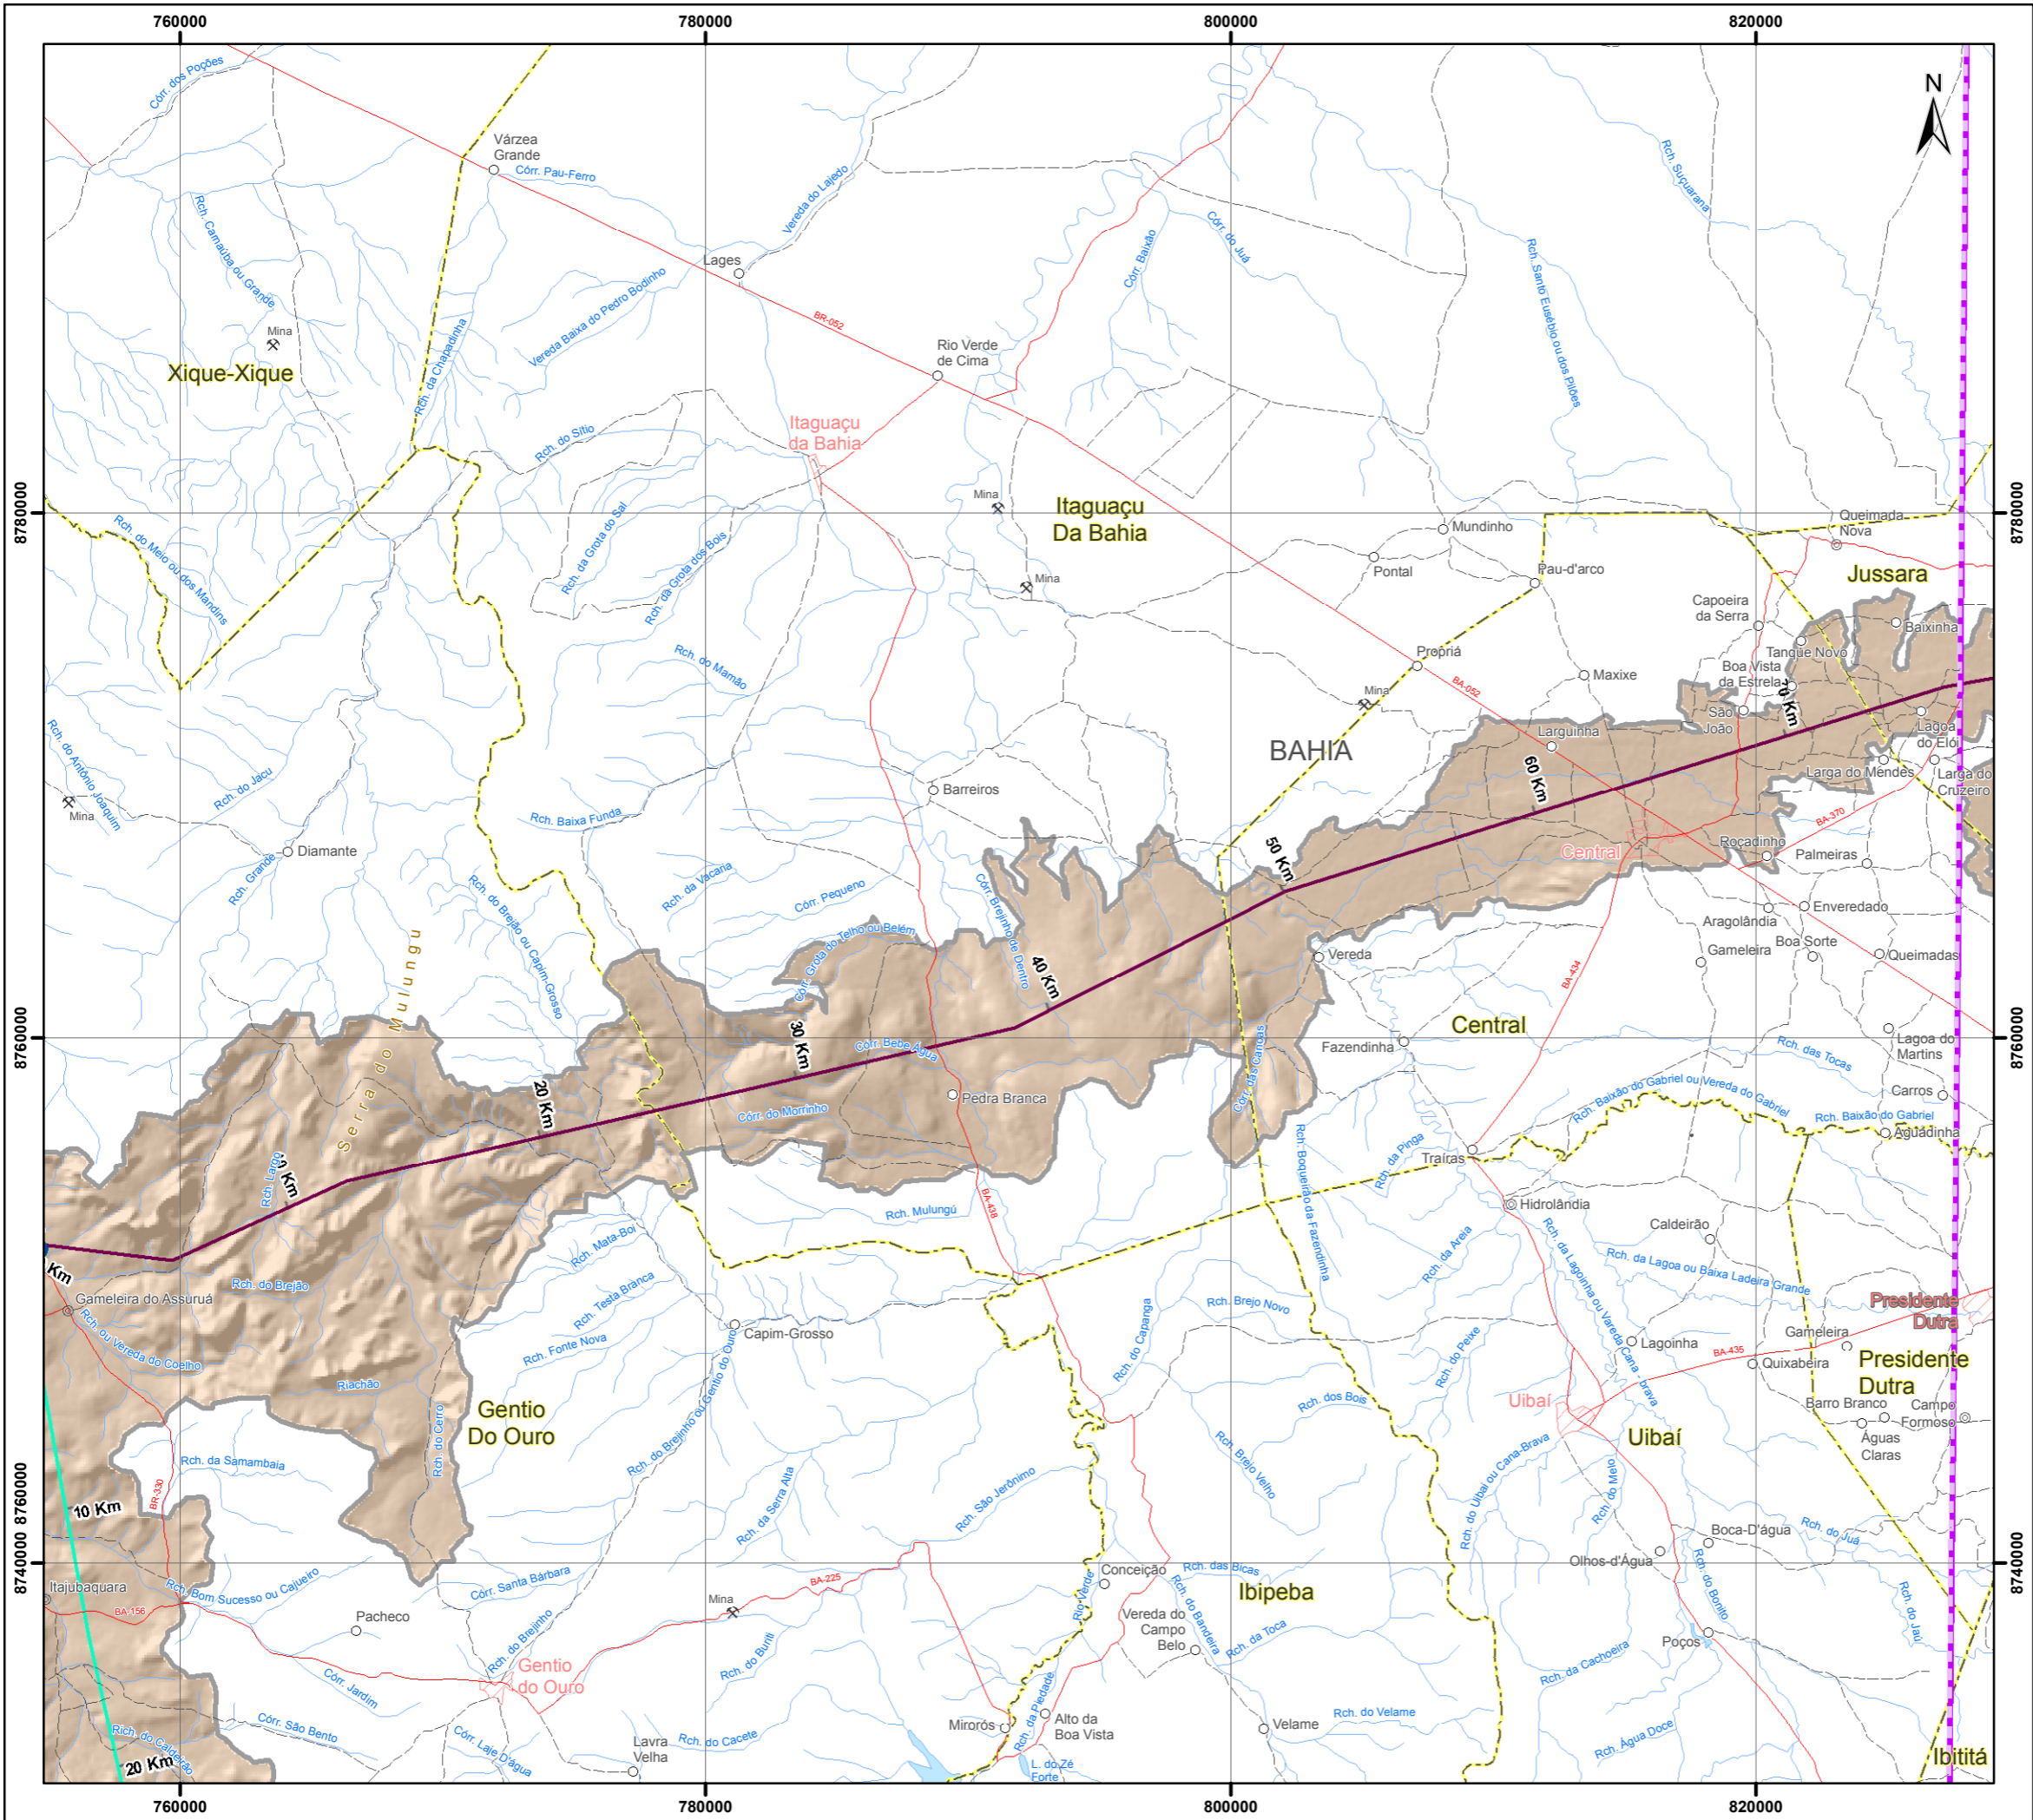 760000
780000
800000
820000
N
Córr. dos Poções
Várzea
Grande
Córr. Pau-Ferro
Vereda do Lajedo
Rch. Suçuarana
Rch. Camaúba ou Grande
Córr. do Juá
Córr. Baixão
Rch. Santo Eusébio ou dos Pilões
Lages
Vereda Baixa do Pedro Bodinho
BR-052
Mina
Xique-Xique
Rch. da Chapadinha
Rio Verde
de Cima
Itaguaçu
da Bahia
Rch. do Sítio
8780000
Mina
Itaguaçu
Da Bahia
Rch. do Meio ou dos Mandins
Rch. da Grota do Sal
Rch. da Grota dos Bois
Mundinho
Queimada
Nova
8780000
Pontal
Pau-d'arco
Jussara
Mina
Capoeira
da Serra
Baixinha
Tanque Novo
Rch. do Mamão
Propriá
Boa Vista
da Estrela
Maxixe
BA-052
Mina
70 Km
São
João
Lagoa
do Elói
Rch. do Antônio Joaquim
BAHIA
Larguinha
Rch. do Jacu
60 Km
Larga do Mendes
Larga do
Cruzeiro
Mina
Barreiros
Rch. Baixa Funda
BA-370
Diamante
50 Km
Central
Roçadinho
Palmeiras
Rch. Grande
Rch. da Vacaria
Córr. Pequeno
Córr. Brejinho de Dentro
Rch. do Brejão ou Capim-Grosso
Enveredado
Aragolândia
Córr. Grota do Telho ou Belém
Gameleira
Boa Sorte
Queimadas
Vereda
BA-434
40 Km
Serra do Mulungu
8760000
30 Km
Córr. Bebe Água
Central
Fazendinha
Rch. das Tocas
Lagoa do
Martins
8760000
20 Km
Córr. do Morrinho
Pedra Branca
Córr. das Canoas
Rch. Baixão do Gabriel ou Vereda do Gabriel
Carros
Rch. Baixão do Gabriel
Aguadinha
Rch. Largo
Rch. Boqueirão da Fazendinha
Rch. da Pinga
Traíras
BA-438
Rch. Mulungú
Hidrolândia
Rch. Mata-Boi
Caldeirão
Rch. da Areia
Rch. da Lagoinha ou Vareda Cana - brava
Rch. da Lagoa ou Baixa Ladeira Grande
Km
Rch. do Brejão
Gameleira do Assuruá
Rch. Testa Branca
Rch. Brejo Novo
Presidente
Dutra
Rch. ou Vereda do Coelho
Rch. Fonte Nova
Capim-Grosso
Rch. do Capanga
Rch. do Peixe
Lagoinha
Gameleira
BA-435
Quixabeira
Presidente
Dutra
Riachão
Rch. do Brejinho ou Gentio do Ouro
Rch. dos Bois
Uibaí
Barro Branco
Campo
Formoso
Gentio
Do Ouro
Uibaí
Águas
Claras
Rch. do Cerro
Rch. da Samambaia
Rch. Brejo Velho
Rch. do Uibai ou Cana-Brava
Rch. do Meio
BR-330
10 Km
Rch. da Serra Alta
Rch. São Jerônimo
8760000
Boca-D'água
Rch. do Juá
Olhos-d'Água
8740000
Rch. das Bicas
Conceição
Itajubaquara
Rch. Bom Sucesso ou Cajueiro
Córr. Santa Bárbara
BA-225
Ibipeba
Rch. do Bonito
8740000
Rch. do Jaú
BA-156
Pacheco
Mina
Rio Verde
Rch. do Bandeira
Vereda do
Campo
Belo
Rch. da Toca
Rch. do Brejinho
Rch. do Buriti
Poços
Rch. da Cachoeira
Gentio
do Ouro
Córr. Jardim
Rch. da Piedade
Alto da
Boa Vista
Mirorós
Velame
Rch. do Velame
Córr. São Bento
Córr. Laje D'água
Rch. do Cacete
Rch. Água Doce
Rich. do Caldeirão
20 Km
Lavra
Velha
L. do Zé
Forte
Ibititá
760000
780000
800000
820000